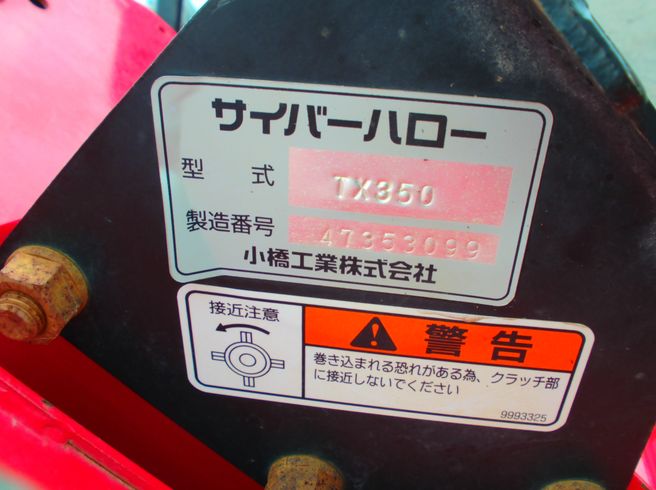 サイバーハロー
型 式 TX350
製造番号 47353099
小橋工業株式会社
接近注意
警告
巻き込まれる恐れがある為、クラッチ部
に接近しないでください
9993325